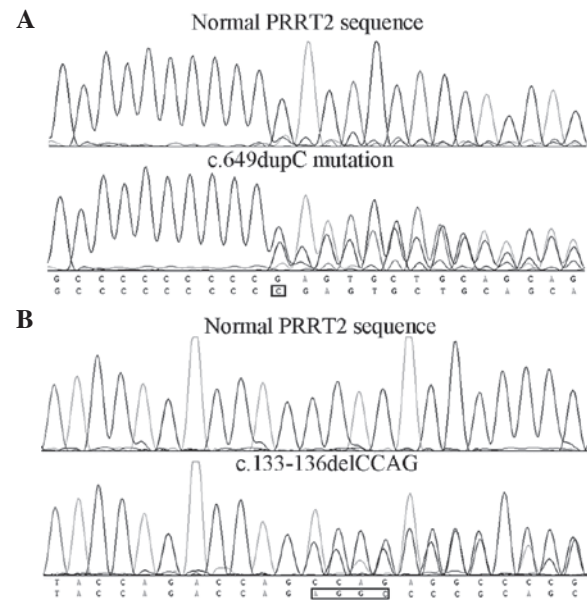 A
Normal PRRT2 sequence
c.649dupC mutation
G C C C C C C C C C G A G T G C T G C A G C A G
G C C C C C C C C C C G A G T G C T G C A G C A
B
Normal PRRT2 sequence
c.133-136delCCAG
T A C C A G A C C A G C C A G A G G C C C C G
T A C C A G A C C A G A G G C C C C G C A G C